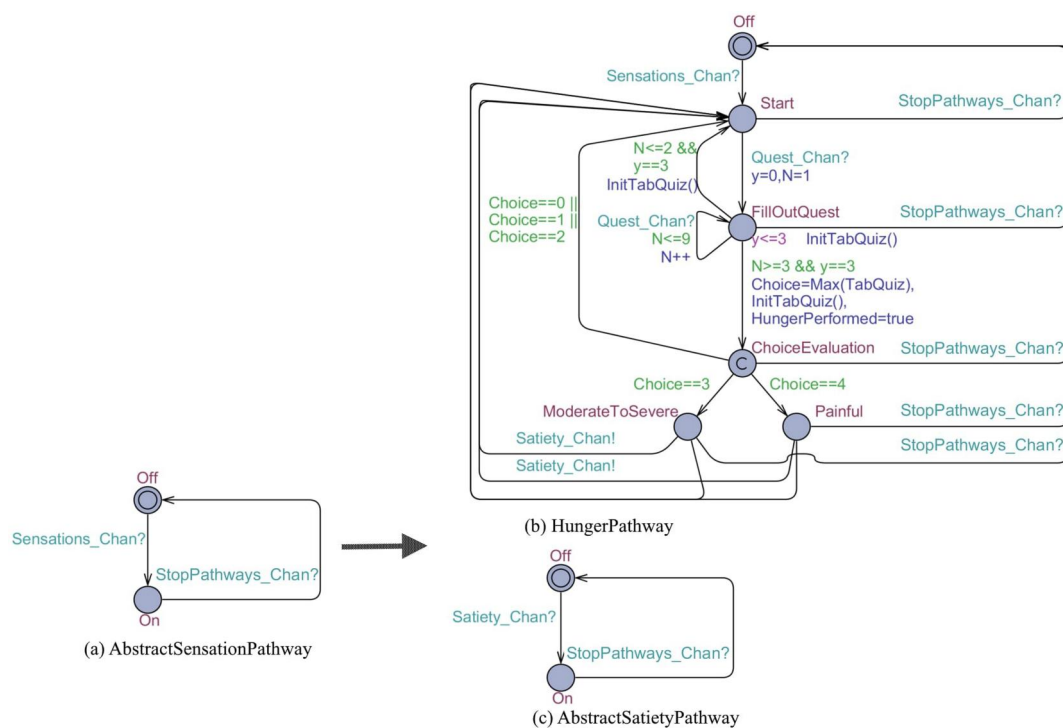 Off
Sensations_Chan?
Start
StopPathways_Chan?
N<=2 &&
y==3
InitTabQuiz()
Quest_Chan?
y=0,N=1
Choice==0 ||
Choice==1 ||
Choice==2
Quest_Chan?
N<=9
N++
FillOutQuest
StopPathways_Chan?
y<=3 InitTabQuiz()
N>=3 && y==3
Choice=Max(TabQuiz),
InitTabQuiz(),
HungerPerformed=true
C
ChoiceEvaluation
StopPathways_Chan?
Choice==3
Choice==4
ModerateToSevere
Painful
StopPathways_Chan?
Satiety_Chan!
StopPathways_Chan?
Satiety_Chan!
(b) HungerPathway
Off
Sensations_Chan?
StopPathways_Chan?
On
(a) AbstractSensationPathway
Off
Satiety_Chan?
StopPathways_Chan?
On
(c) AbstractSatietyPathway